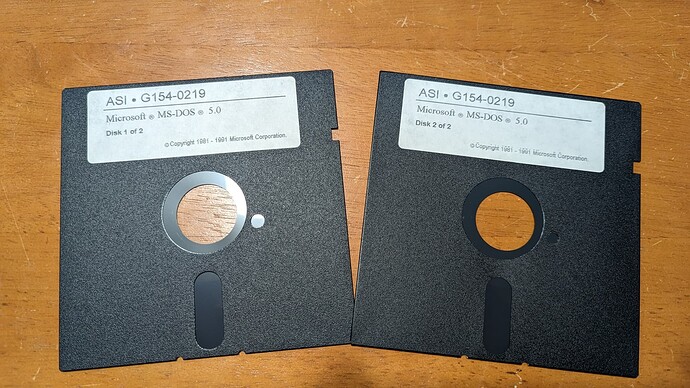 ASI • G154-0219
Microsoft ® MS-DOS ® 5.0
Disk 1 of 2
© Copyright 1981 - 1991 Microsoft Corporation.
ASI • G154-0219
Microsoft ® MS-DOS ® 5.0
Disk 2 of 2
© Copyright 1981 - 1991 Microsoft Corporation.